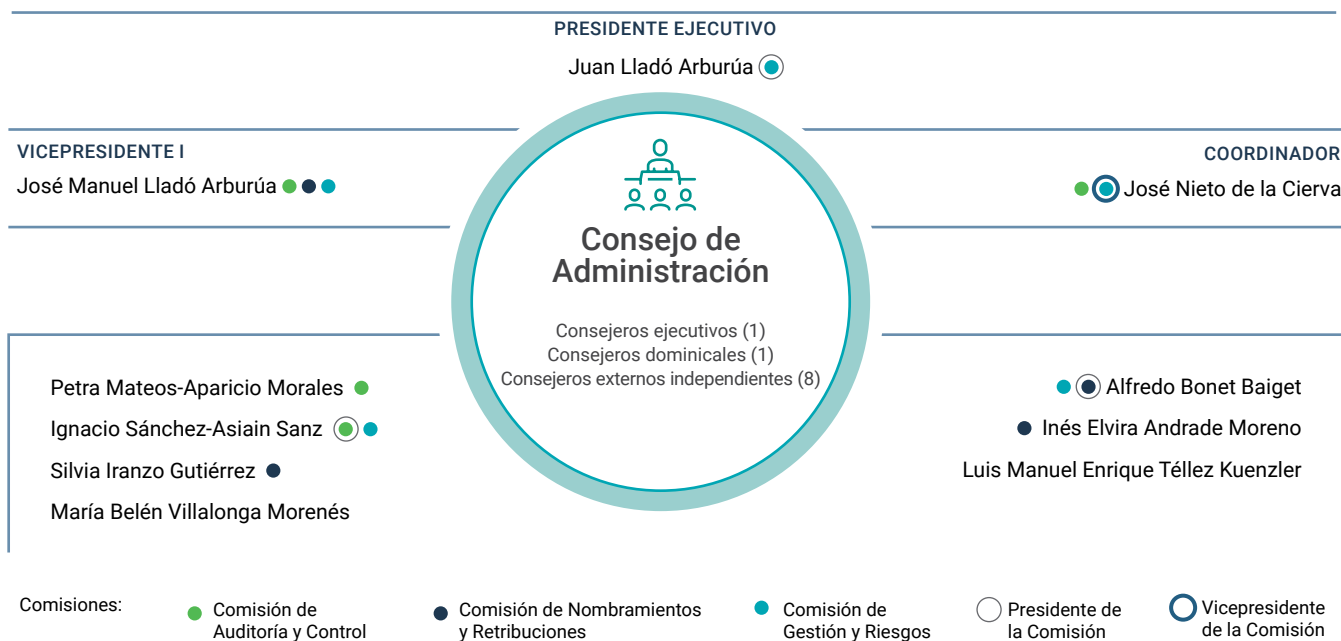 PRESIDENTE EJECUTIVO
Juan Lladó Arburúa
VICEPRESIDENTE I
José Manuel Lladó Arburúa
COORDINADOR
José Nieto de la Cierva
Consejo de
Administración
Consejeros ejecutivos (1)
Consejeros dominicales (1)
Consejeros externos independientes (8)
Petra Mateos-Aparicio Morales
Ignacio Sánchez-Asiain Sanz
Silvia Iranzo Gutiérrez
María Belén Villalonga Morenés
Alfredo Bonet Baiget
Inés Elvira Andrade Moreno
Luis Manuel Enrique Téllez Kuenzler
Comisiones:
Comisión de
Auditoría y Control
Comisión de Nombramientos
y Retribuciones
Comisión de
Gestión y Riesgos
Presidente de
la Comisión
Vicepresidente
de la Comisión